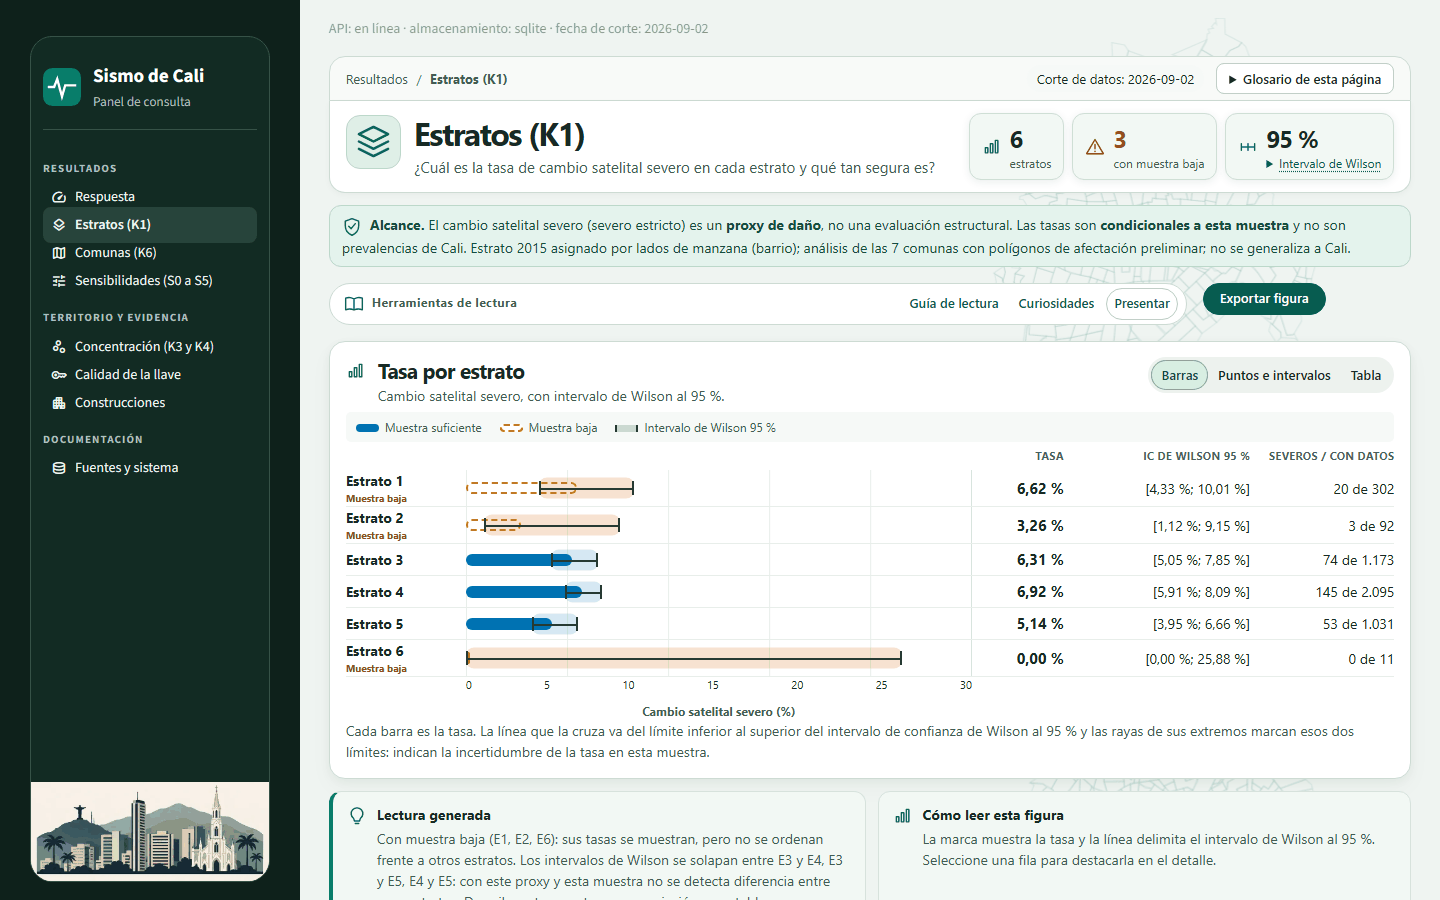 Sismo de Cali
Panel de consulta
RESULTADOS
Respuesta
Estratos (K1)
Comunas (K6)
Sensibilidades (S0 a S5)
TERRITORIO Y EVIDENCIA
Concentración (K3 y K4)
Calidad de la llave
Construcciones
DOCUMENTACIÓN
Fuentes y sistema
API: en línea · almacenamiento: sqlite · fecha de corte: 2026-09-02
Resultados / Estratos (K1)
Corte de datos: 2026-09-02
Glosario de esta página
Estratos (K1)
¿Cuál es la tasa de cambio satelital severo en cada estrato y qué tan segura es?
6
estratos
3
con muestra baja
95 %
Intervalo de Wilson
Alcance. El cambio satelital severo (severo estricto) es un proxy de daño, no una evaluación estructural. Las tasas son condicionales a esta muestra y no son
prevalencias de Cali. Estrato 2015 asignado por lados de manzana (barrio); análisis de las 7 comunas con polígonos de afectación preliminar; no se generaliza a Cali.
Herramientas de lectura
Guía de lectura
Curiosidades
Presentar
Exportar figura
Tasa por estrato
Cambio satelital severo, con intervalo de Wilson al 95 %.
Barras
Puntos e intervalos
Tabla
Muestra suficiente
Muestra baja
Intervalo de Wilson 95 %
TASA IC DE WILSON 95 % SEVEROS / CON DATOS
Estrato 1
Muestra baja
6,62 % [4,33 %; 10,01 %] 20 de 302
Estrato 2
Muestra baja
3,26 % [1,12 %; 9,15 %] 3 de 92
Estrato 3 6,31 % [5,05 %; 7,85 %] 74 de 1.173
Estrato 4 6,92 % [5,91 %; 8,09 %] 145 de 2.095
Estrato 5 5,14 % [3,95 %; 6,66 %] 53 de 1.031
Estrato 6
Muestra baja
0,00 % [0,00 %; 25,88 %] 0 de 11
0 5 10 15 20 25 30
Cambio satelital severo (%)
Cada barra es la tasa. La línea que la cruza va del límite inferior al superior del intervalo de confianza de Wilson al 95 % y las rayas de sus extremos marcan esos dos
límites: indican la incertidumbre de la tasa en esta muestra.
Lectura generada
Con muestra baja (E1, E2, E6): sus tasas se muestran, pero no se ordenan
frente a otros estratos. Los intervalos de Wilson se solapan entre E3 y E4, E3
y E5, E4 y E5: con este proxy y esta muestra no se detecta diferencia entre
Cómo leer esta figura
La marca muestra la tasa y la línea delimita el intervalo de Wilson al 95 %.
Seleccione una fila para destacarla en el detalle.